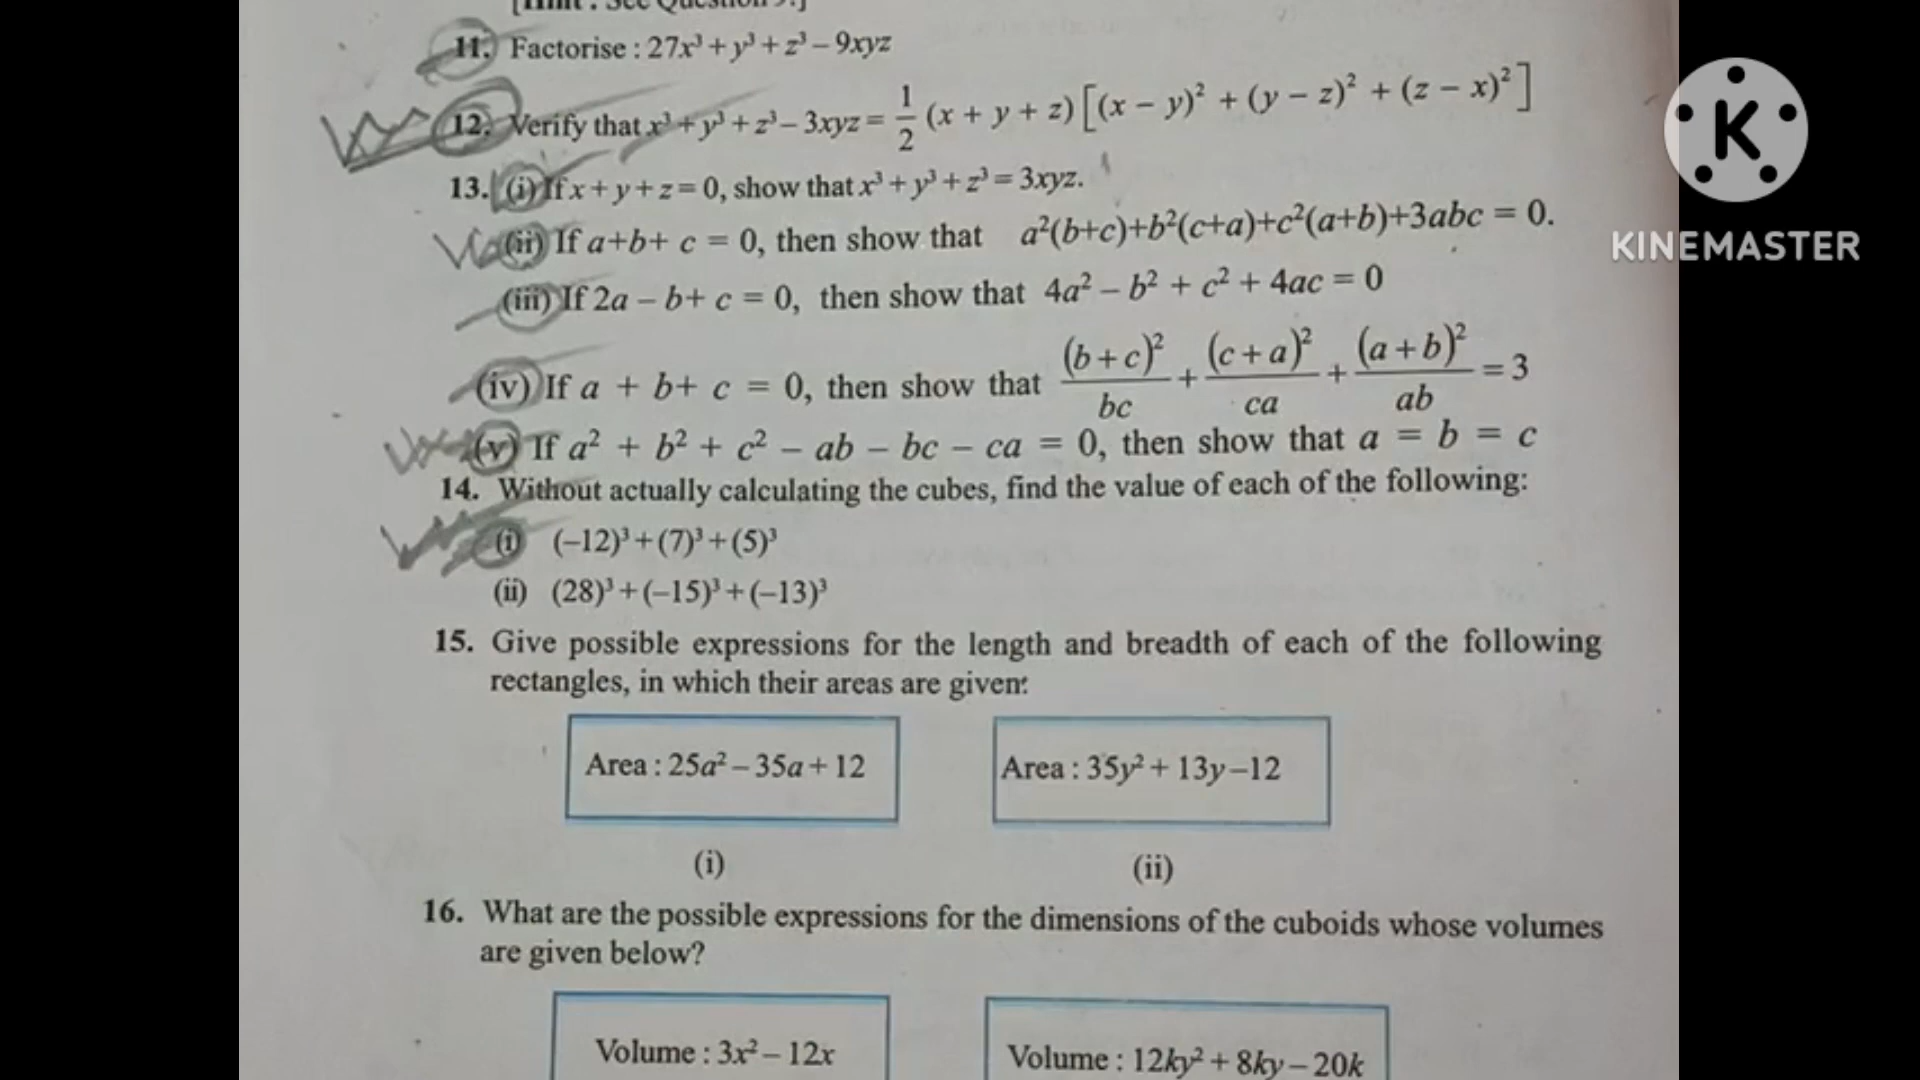 [Hint : See Question 9.]
11. Factorise : 27x³ + y³ + z³ – 9xyz
12. Verify that x³ + y³ + z³ – 3xyz = 1/2 (x + y + z) [(x – y)² + (y – z)² + (z – x)²]
13. (i) If x + y + z = 0, show that x³ + y³ + z³ = 3xyz.
(ii) If a+b+ c = 0, then show that a²(b+c)+b²(c+a)+c²(a+b)+3abc = 0.
(iii) If 2a – b+ c = 0, then show that 4a² – b² + c² + 4ac = 0
(iv) If a + b+ c = 0, then show that (b+c)²/bc + (c+a)²/ca + (a+b)²/ab = 3
(v) If a² + b² + c² – ab – bc – ca = 0, then show that a = b = c
14. Without actually calculating the cubes, find the value of each of the following:
(i) (–12)³ + (7)³ + (5)³
(ii) (28)³ + (–15)³ + (–13)³
15. Give possible expressions for the length and breadth of each of the following
rectangles, in which their areas are given:
Area : 25a² – 35a + 12
Area : 35y² + 13y –12
(i)
(ii)
16. What are the possible expressions for the dimensions of the cuboids whose volumes
are given below?
Volume : 3x² – 12x
Volume : 12ky² + 8ky – 20k
K
KINEMASTER